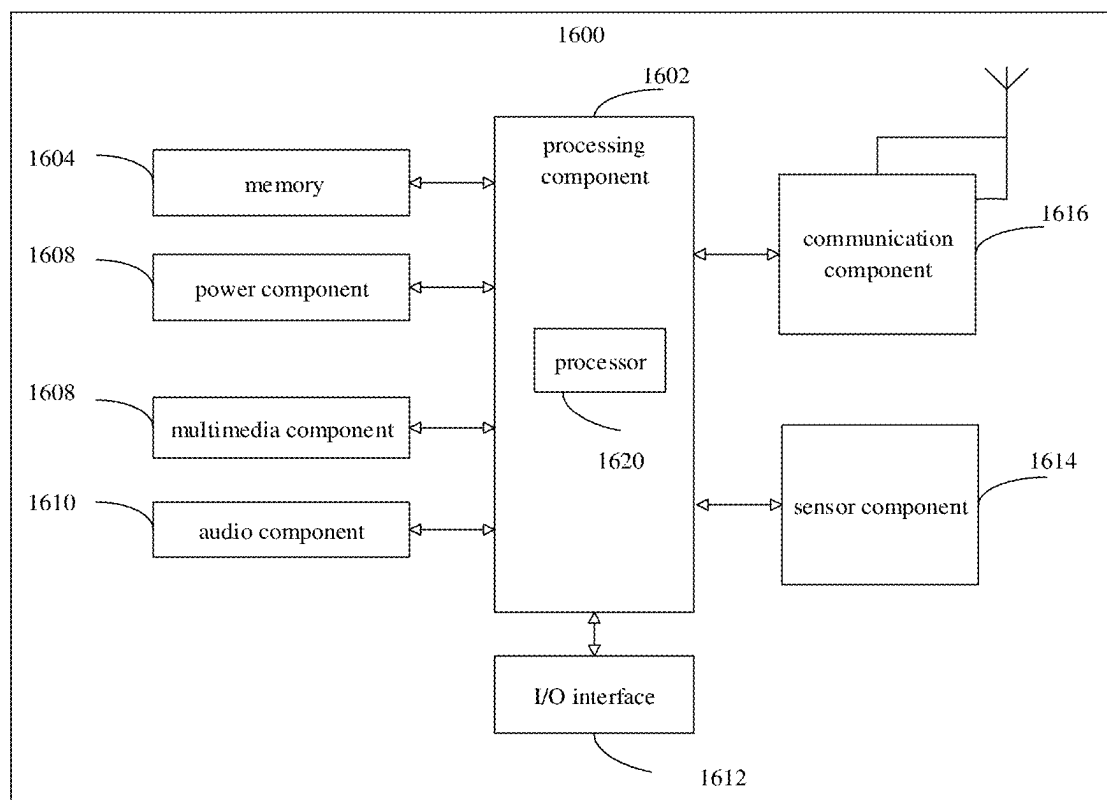 1600
1602
processing
component
1604
memory
1616
communication
component
1608
power component
processor
1620
1608
multimedia component
1614
sensor component
1610
audio component
I/O interface
1612